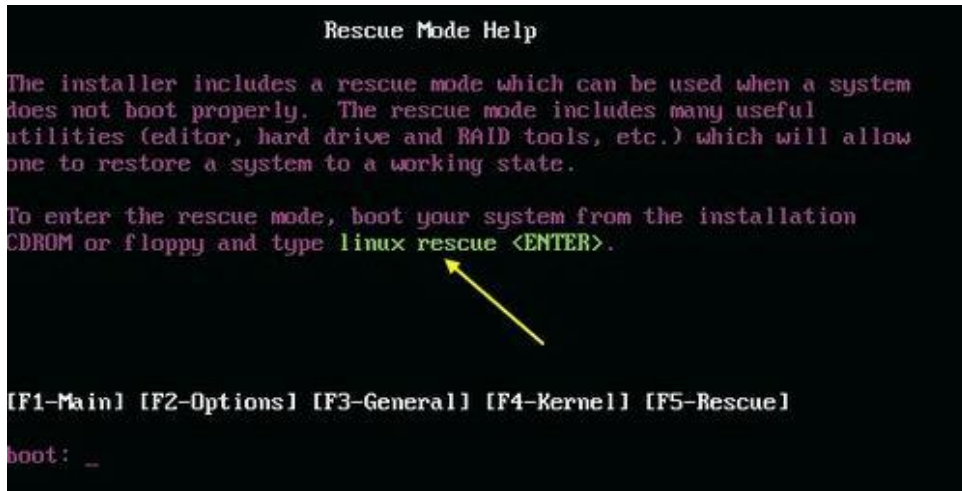 Rescue Mode Help
The installer includes a rescue mode which can be used when a system
does not boot properly. The rescue mode includes many useful
utilities (editor, hard drive and RAID tools, etc.) which will allow
one to restore a system to a working state.
To enter the rescue mode, boot your system from the installation
CDROM or floppy and type linux rescue <ENTER>.
[F1-Main] [F2-Options] [F3-General] [F4-Kernel] [F5-Rescue]
boot: _